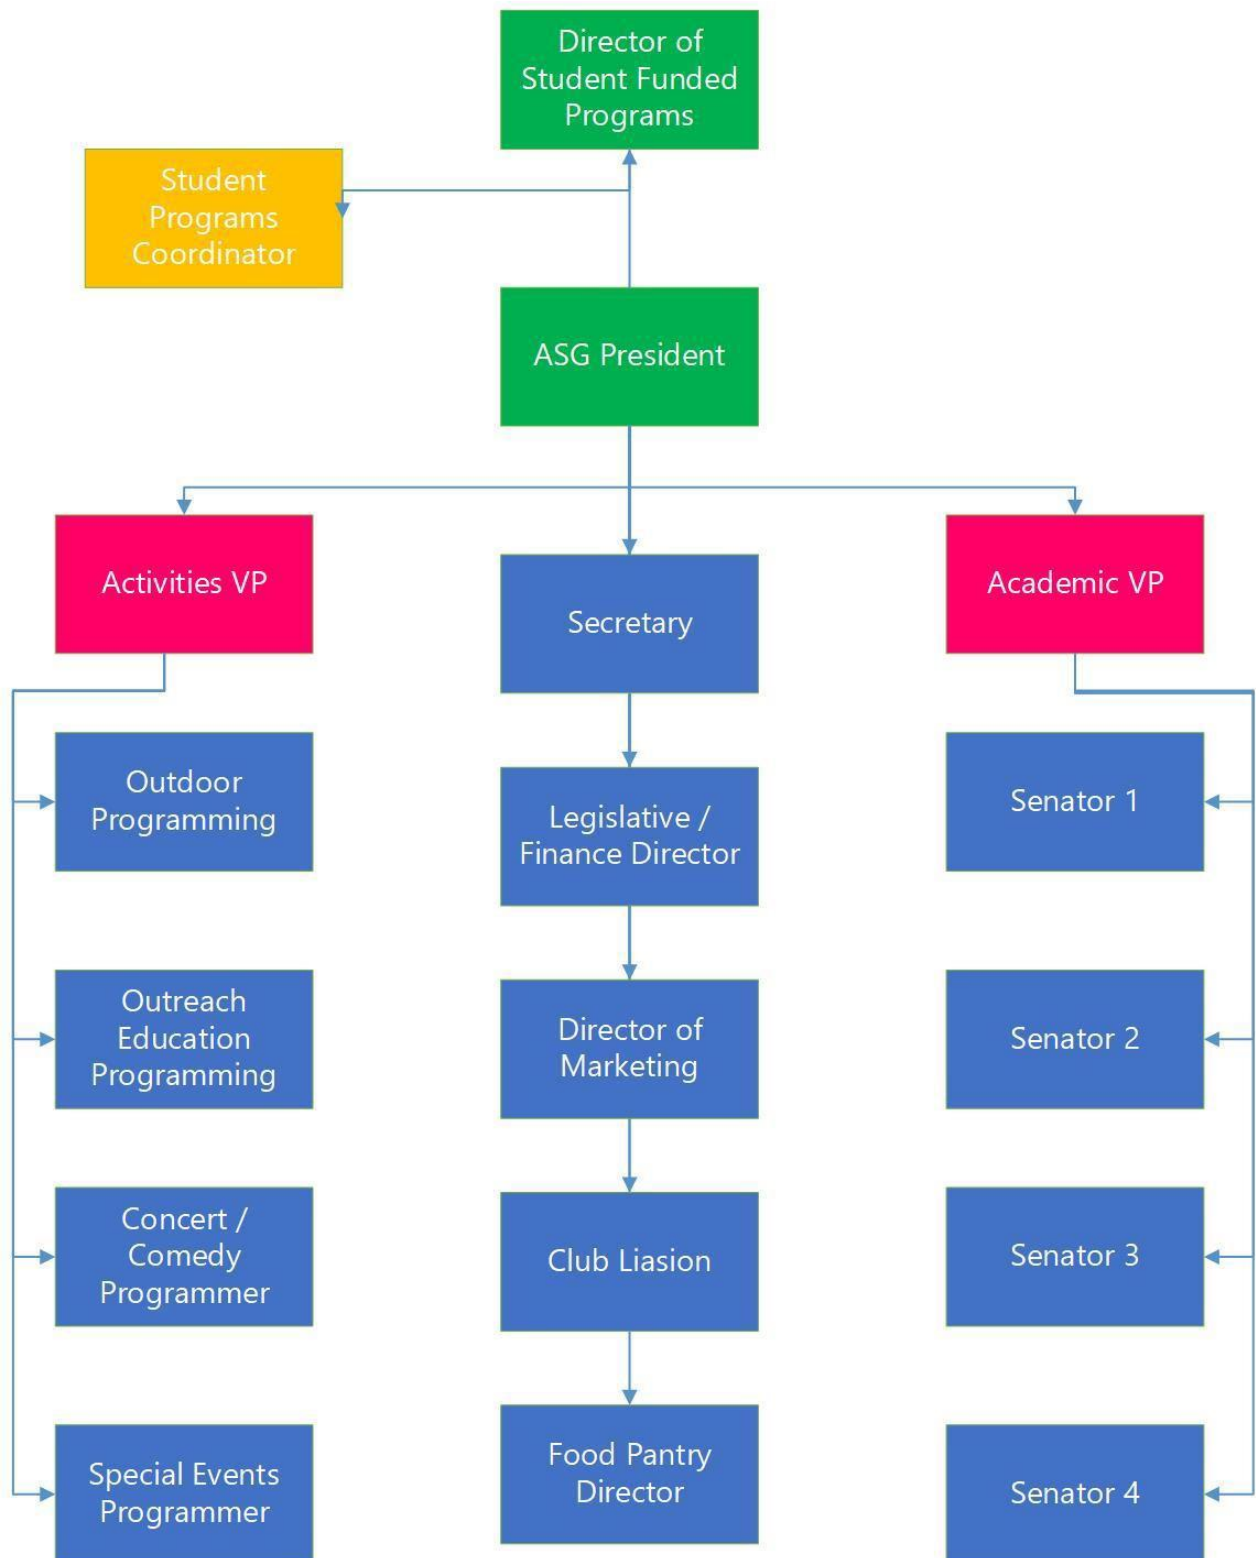 Director of
Student Funded
Programs
Student
Programs
Coordinator
ASG President
Activities VP
Secretary
Academic VP
Outdoor
Programming
Legislative /
Finance Director
Senator 1
Outreach
Education
Programming
Director of
Marketing
Senator 2
Concert /
Comedy
Programmer
Club Liasion
Senator 3
Special Events
Programmer
Food Pantry
Director
Senator 4